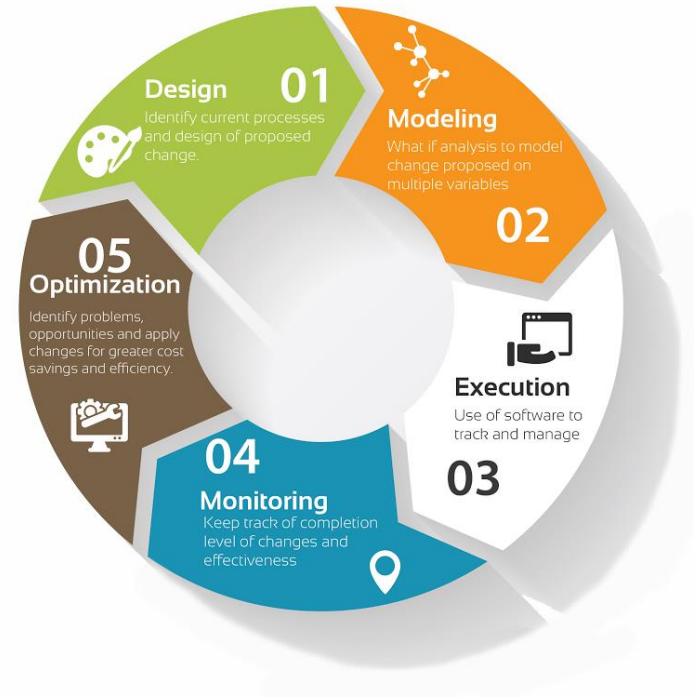 Design 01
Identify current processes
and design of proposed
change.
Modeling
What if analysis to model
change proposed on
multiple variables
02
Execution
Use of software to
track and manage
03
04
Monitoring
Keep track of completion
level of changes and
effectiveness
05
Optimization
Identify problems,
opportunities and apply
changes for greater cost
savings and efficiency.